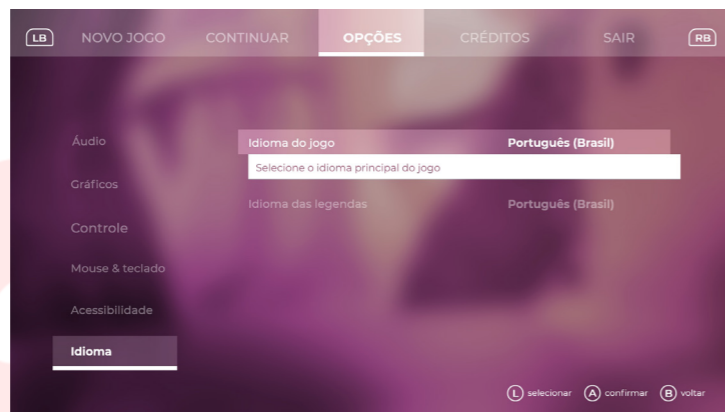 LB NOVO JOGO CONTINUAR OPÇÕES CRÉDITOS SAIR RB
Áudio
Gráficos
Controle
Mouse & teclado
Acessibilidade
Idioma
Idioma do jogo Português (Brasil)
Selecione o idioma principal do jogo
Idioma das legendas Português (Brasil)
L selecionar A confirmar B voltar